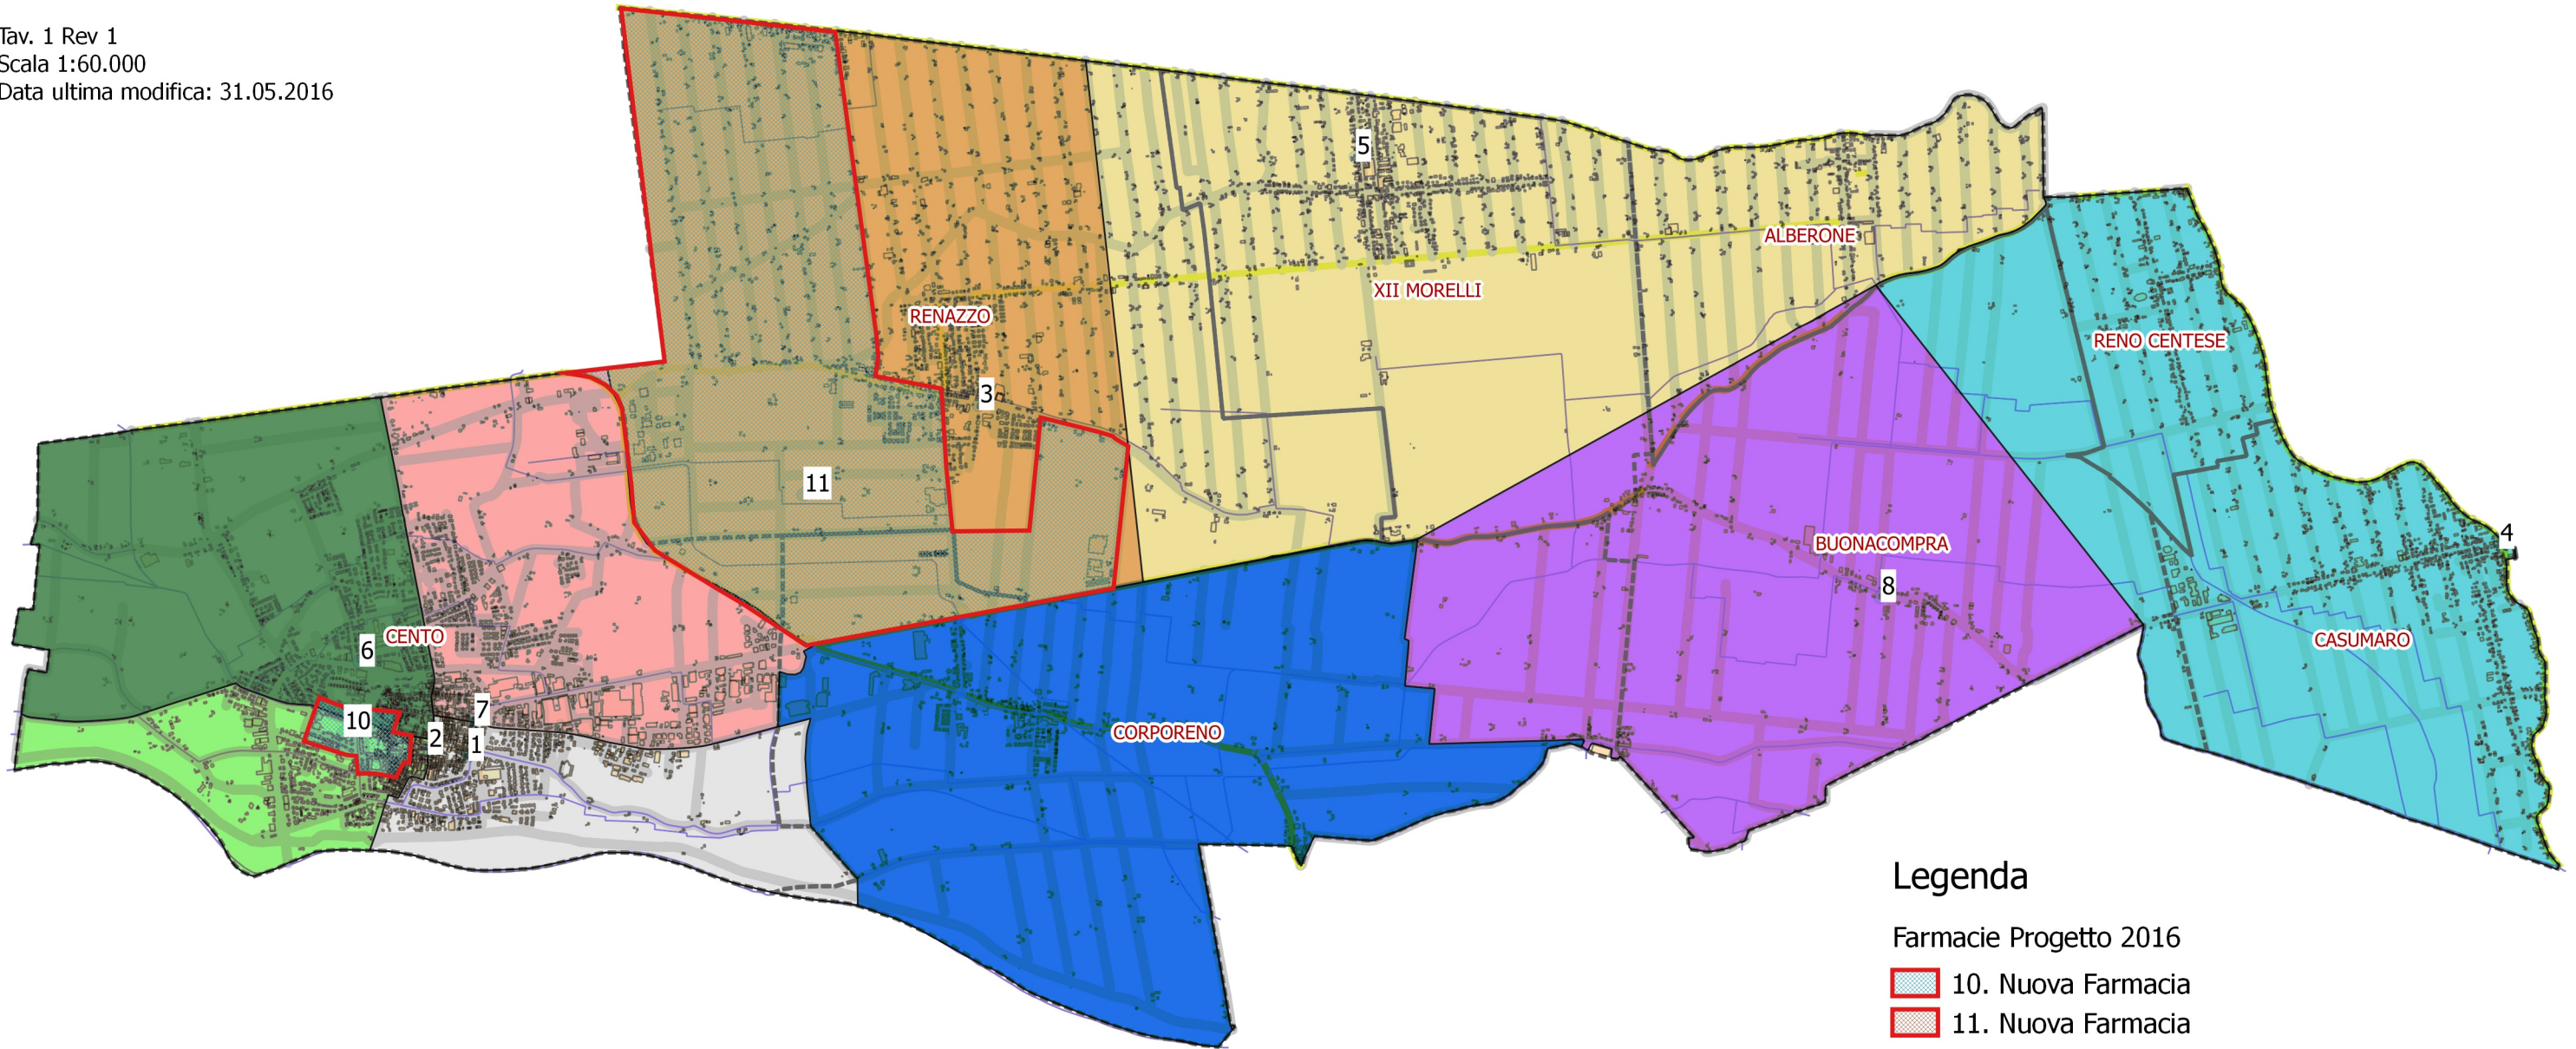 Tav. 1 Rev 1
Scala 1:60.000
Data ultima modifica: 31.05.2016
5
ALBERONE
XII MORELLI
RENAZZO
RENO CENTESE
3
11
4
BUONACOMPRA
8
CENTO
6
CASUMARO
7
10
2
1
CORPORENO
Legenda
Farmacie Progetto 2016
10. Nuova Farmacia
11. Nuova Farmacia